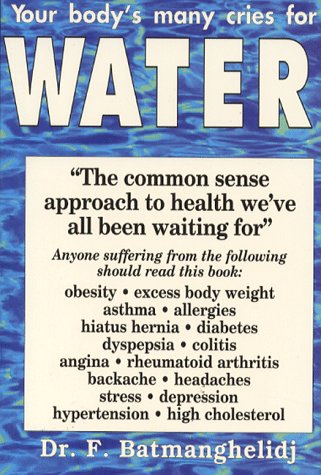 Your body's many cries for
WATER
"The common sense
approach to health we've
all been waiting for"
Anyone suffering from the following
should read this book:
obesity • excess body weight
asthma • allergies
hiatus hernia • diabetes
dyspepsia • colitis
angina • rheumatoid arthritis
backache • headaches
stress • depression
hypertension • high cholesterol
Dr. F. Batmanghelidj